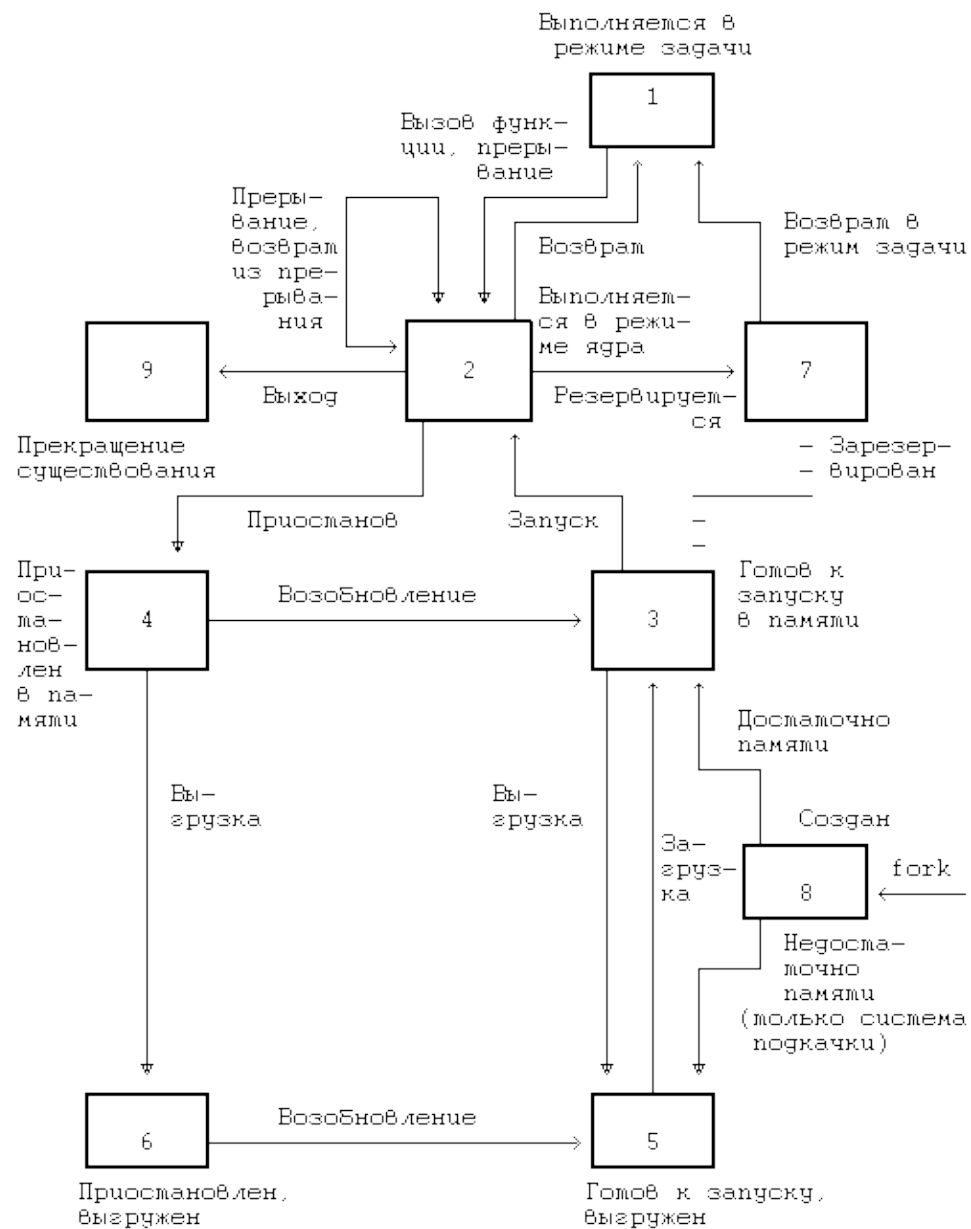 Выполняется в
режиме задачи
1
Вызов функ-
ции, преры-
вание
Преры-
вание,
возврат
из пре-
рыва-
ния
Возврат
Возврат в
режим задачи
Выполняет-
ся в режи-
ме ядра
9
2
7
Выход
Резервирует-
ся
Прекращение
существования
- Зарезер-
- вирован
Приостанов
Запуск
-
-
При-
ос-
та-
нов-
лен
в па-
мяти
4
Возобновление
3
Готов к
запуску
в памяти
Достаточно
памяти
Вы-
грузка
Вы-
грузка
Создан
За-
груз-
ка
8
fork
Недоста-
точно
памяти
(только система
подкачки)
6
Возобновление
5
Приостановлен,
выгружен
Готов к запуску,
выгружен